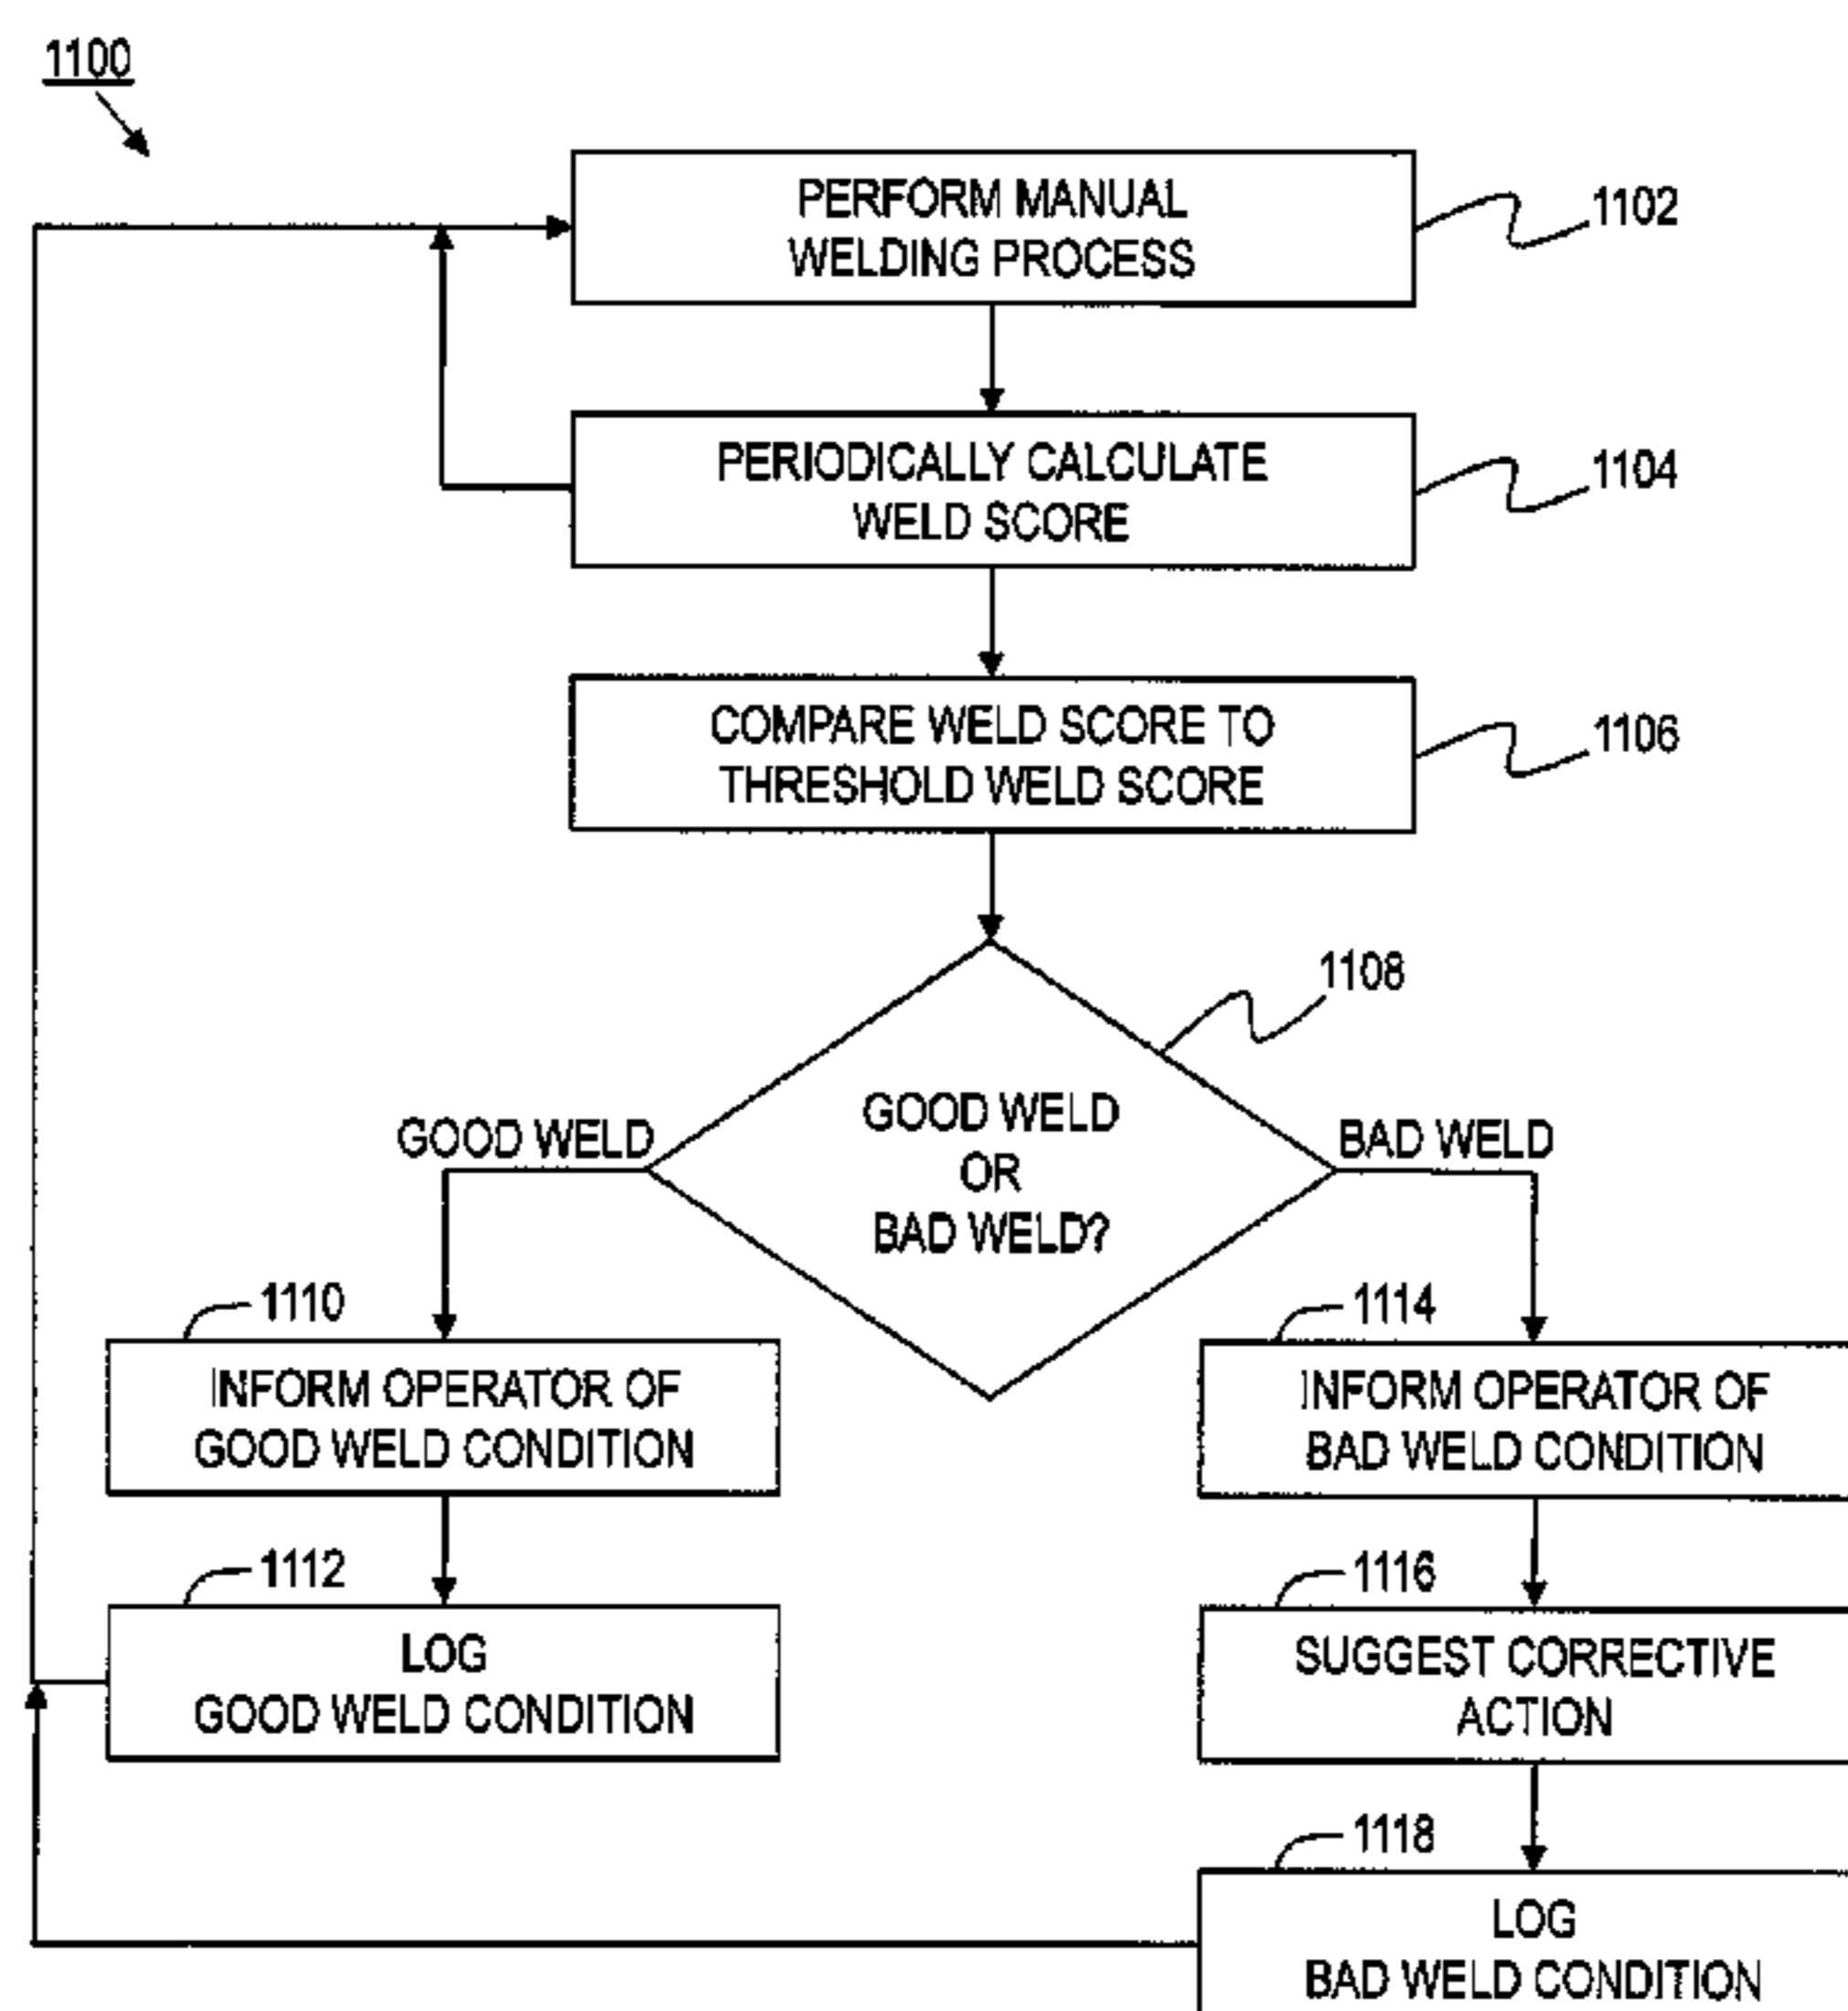 1100
PERFORM MANUAL
WELDING PROCESS
1102
PERIODICALLY CALCULATE
WELD SCORE
1104
COMPARE WELD SCORE TO
THRESHOLD WELD SCORE
1106
1108
GOOD WELD
OR
BAD WELD?
GOOD WELD
BAD WELD
1110
INFORM OPERATOR OF
GOOD WELD CONDITION
1114
INFORM OPERATOR OF
BAD WELD CONDITION
1112
LOG
GOOD WELD CONDITION
1116
SUGGEST CORRECTIVE
ACTION
1118
LOG
BAD WELD CONDITION